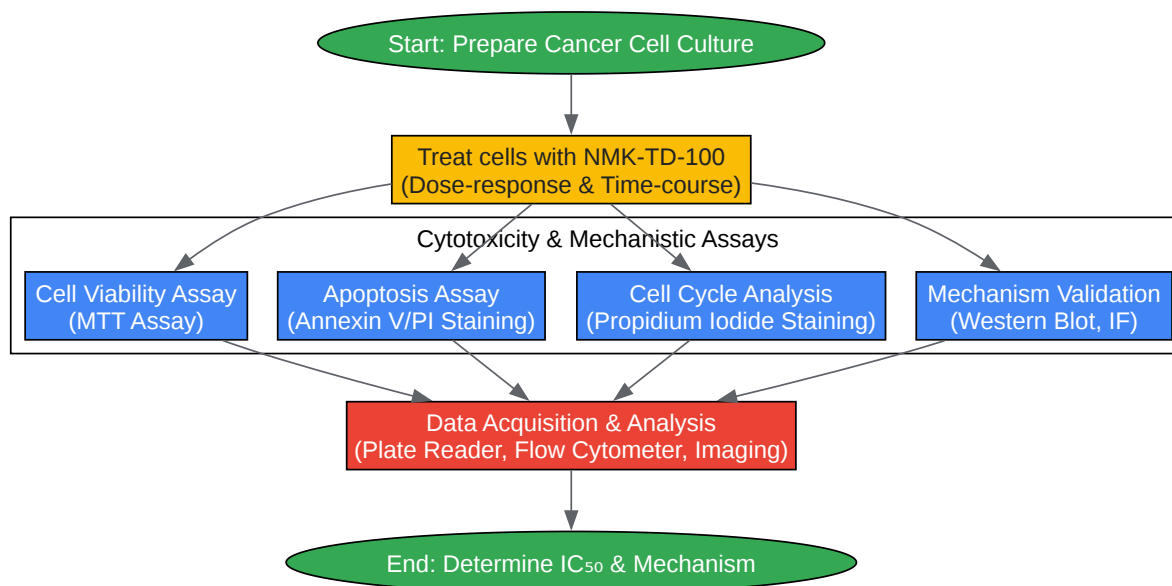 Start: Prepare Cancer Cell Culture
Treat cells with NMK-TD-100
(Dose-response & Time-course)
Cytotoxicity & Mechanistic Assays
Cell Viability Assay
(MTT Assay)
Apoptosis Assay
(Annexin V/PI Staining)
Cell Cycle Analysis
(Propidium Iodide Staining)
Mechanism Validation
(Western Blot, IF)
Data Acquisition & Analysis
(Plate Reader, Flow Cytometer, Imaging)
End: Determine IC₅₀ & Mechanism